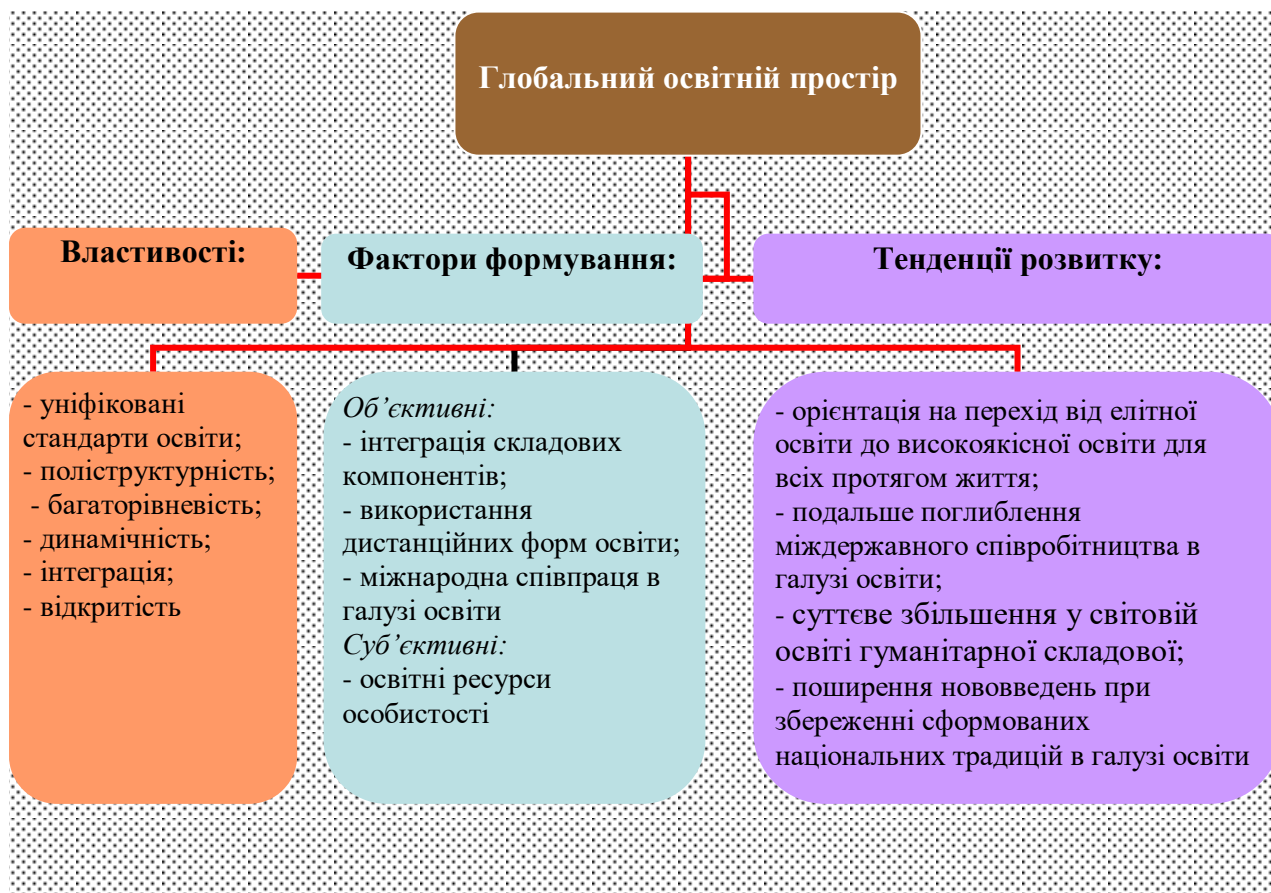 Глобальний освітній простір
Властивості:
Фактори формування:
Тенденції розвитку:
- уніфіковані
стандарти освіти;
- поліструктурність;
- багаторівневість;
- динамічність;
- інтеграція;
- відкритість
Об’єктивні:
- інтеграція складових
компонентів;
- використання
дистанційних форм освіти;
- міжнародна співпраця в
галузі освіти
Суб’єктивні:
- освітні ресурси
особистості
- орієнтація на перехід від елітної
освіти до високоякісної освіти для
всіх протягом життя;
- подальше поглиблення
міждержавного співробітництва в
галузі освіти;
- суттєве збільшення у світовій
освіті гуманітарної складової;
- поширення нововведень при
збереженні сформованих
національних традицій в галузі освіти